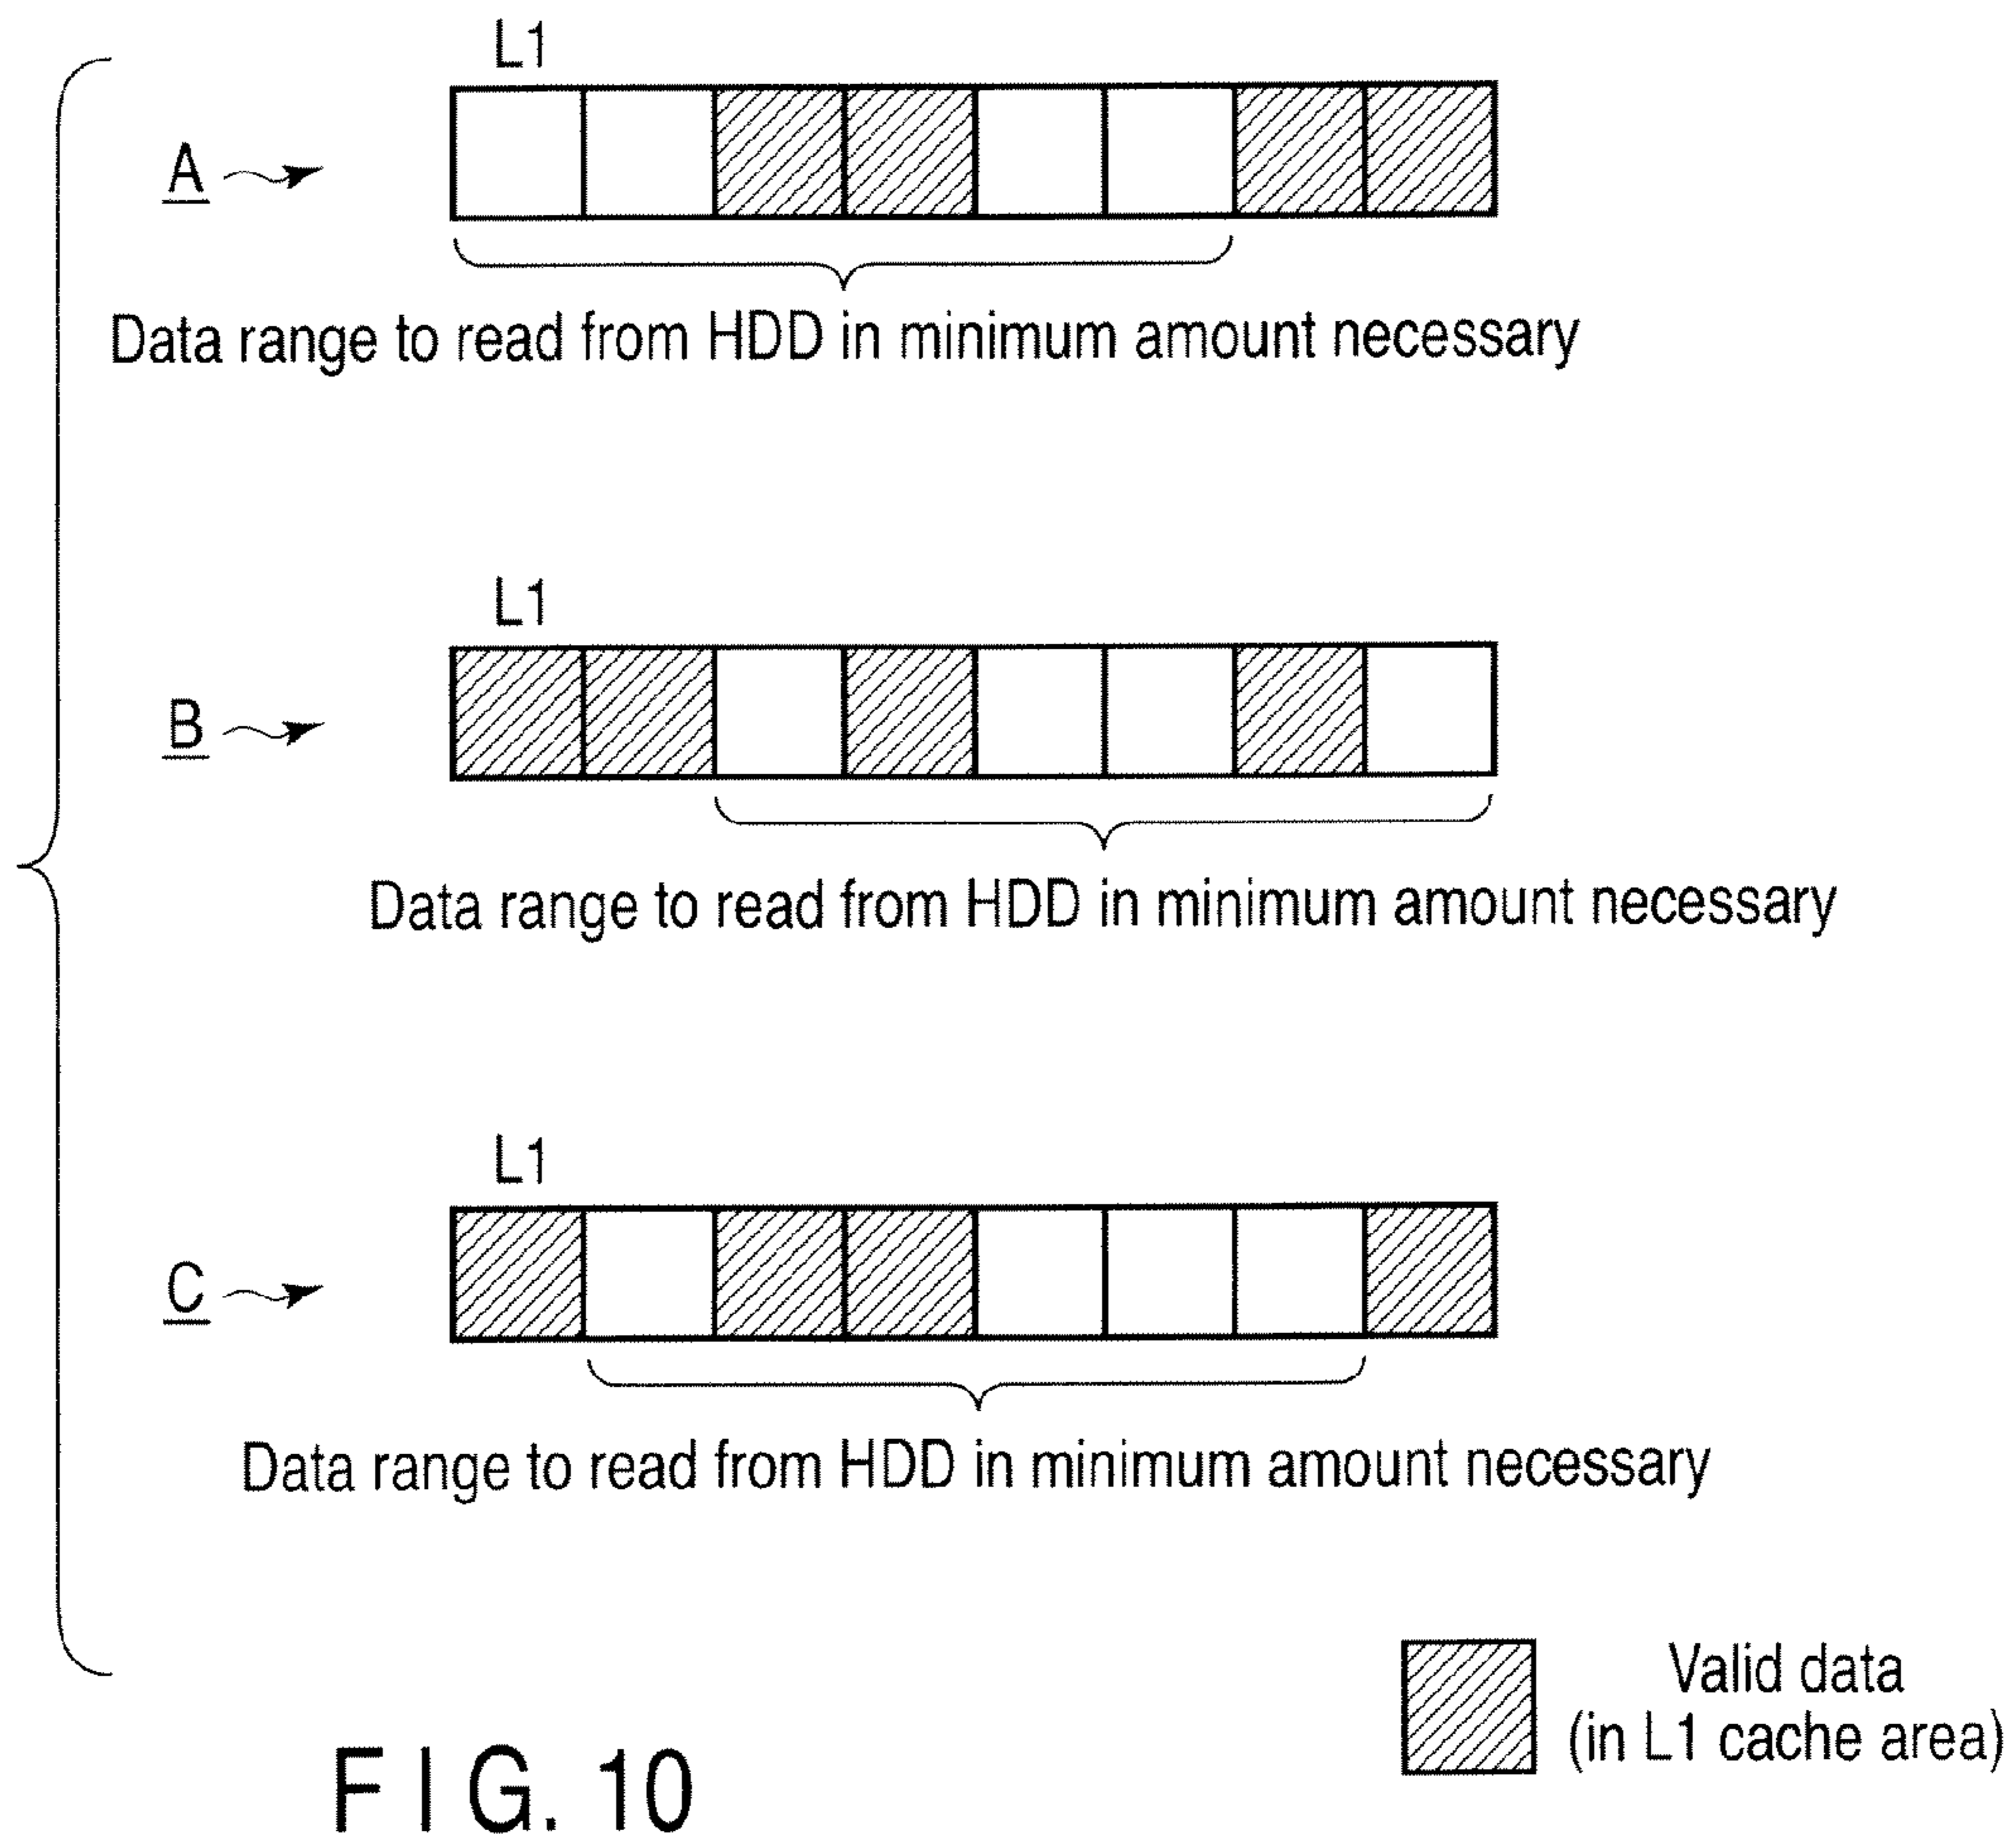 L1
A
Data range to read from HDD in minimum amount necessary
L1
B
Data range to read from HDD in minimum amount necessary
L1
C
Data range to read from HDD in minimum amount necessary
Valid data
(in L1 cache area)
FIG. 10